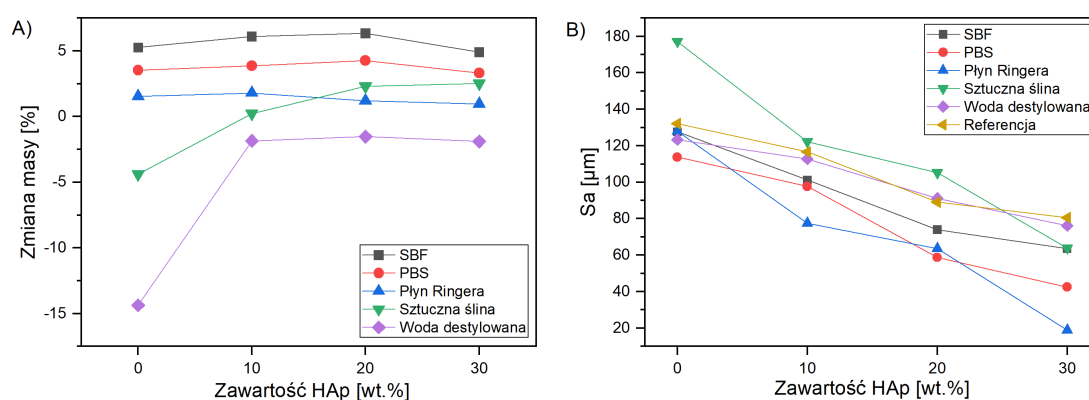 A)
Zmiana masy [%]
5
0
-5
-10
-15
0 10 20 30
Zawartość HAp [wt.%]
SBF
PBS
Płyn Ringera
Sztuczna ślina
Woda destylowana
B)
Sa [µm]
180
160
140
120
100
80
60
40
20
0 10 20 30
Zawartość HAp [wt.%]
SBF
PBS
Płyn Ringera
Sztuczna ślina
Woda destylowana
Referencja